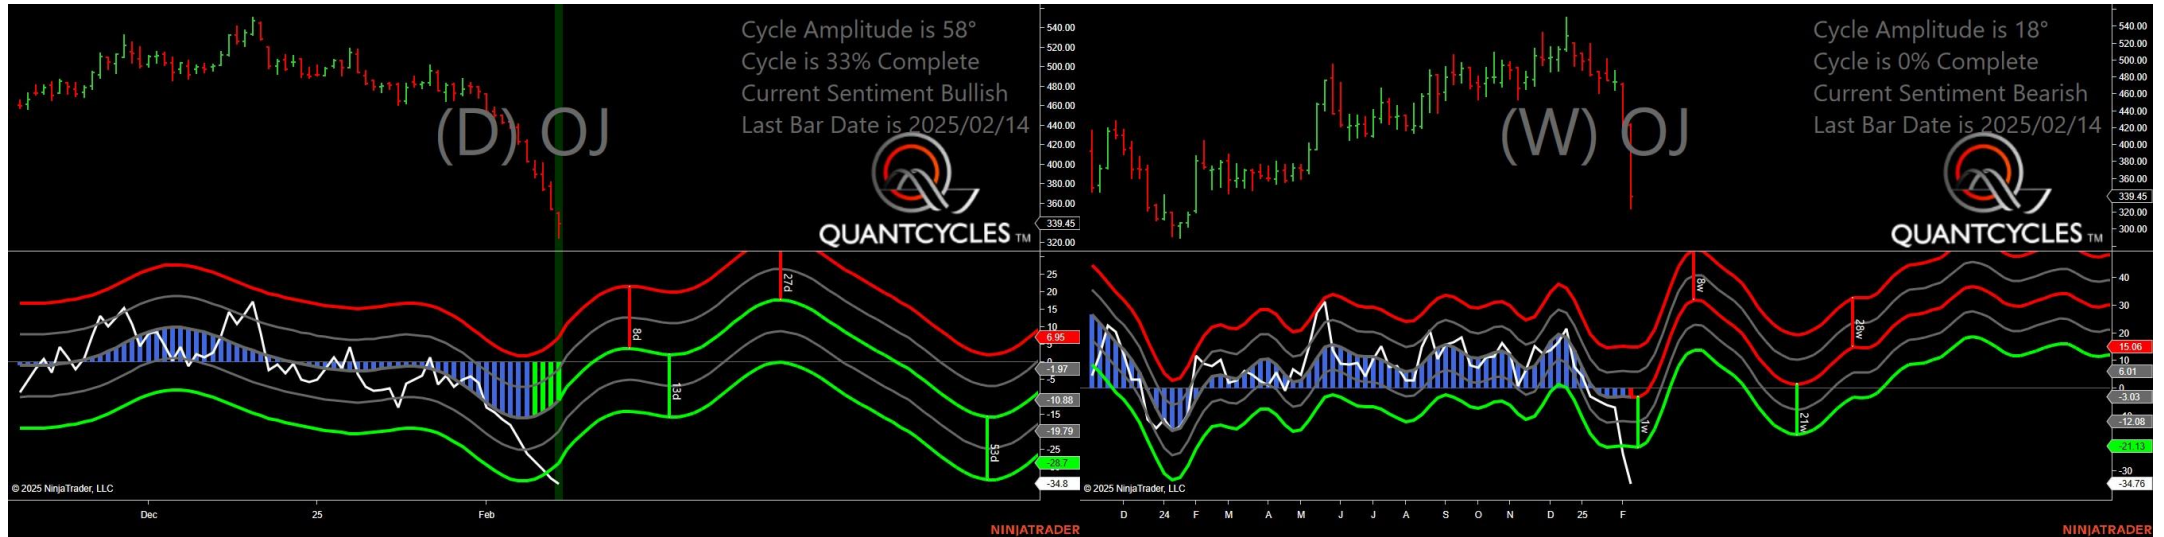 Cycle Amplitude is 58°
Cycle is 33% Complete
Current Sentiment Bullish
Last Bar Date is 2025/02/14
(D) OJ
QUANTCYCLES TM
540.00
520.00
500.00
480.00
460.00
440.00
420.00
400.00
380.00
360.00
339.45
320.00
25
20
15
10
6.95
0
-1.97
-5
-10.88
-15
-19.79
-25
-28.7
-34.8
8d
13d
27d
53d
© 2025 NinjaTrader, LLC
Dec
25
Feb
NINJATRADER
Cycle Amplitude is 18°
Cycle is 0% Complete
Current Sentiment Bearish
Last Bar Date is 2025/02/14
(W) OJ
QUANTCYCLES TM
540.00
520.00
500.00
480.00
460.00
440.00
420.00
400.00
380.00
360.00
339.45
320.00
300.00
40
30
20
15.06
10
6.01
0
-3.03
-12.08
-21.13
-30
-34.76
1w
8w
21w
28w
© 2025 NinjaTrader, LLC
D
24
F
M
A
M
J
J
A
S
O
N
D
25
F
NINJATRADER